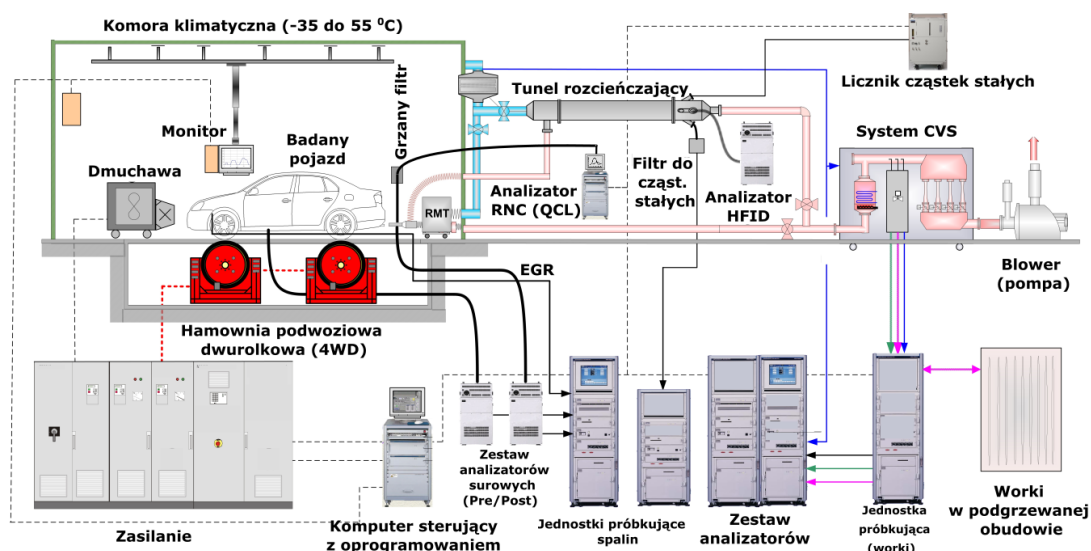 Komora klimatyczna (-35 do 55 ⁰C)
Licznik cząstek stałych
Tunel rozcieńczający
Grzany filtr
Monitor
Badany
pojazd
Dmuchawa
System CVS
Filtr do
cząst.
stałych
Analizator
RNC (QCL)
Analizator
HFID
RMT
EGR
Blower
(pompa)
Hamownia podwoziowa
dwurolkowa (4WD)
Zestaw
analizatorów
surowych
(Pre/Post)
Zasilanie
Komputer sterujący
z oprogramowaniem
Jednostki próbkujące
spalin
Zestaw
analizatorów
Jednostka
próbkująca
(worki)
Worki
w podgrzewanej
obudowie